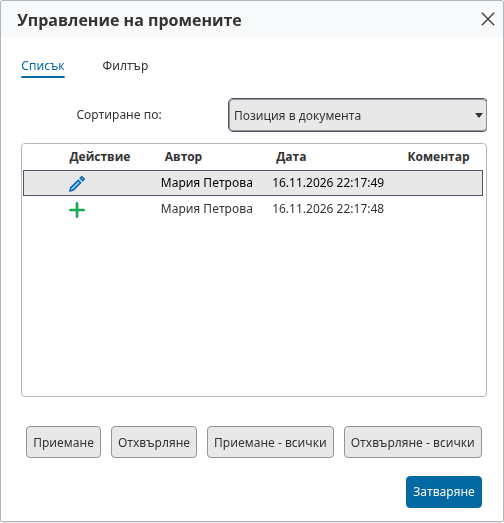 Управление на промените
Списък Филтър
Сортиране по: Позиция в документа
Действие Автор Дата Коментар
Мария Петрова 16.11.2026 22:17:49
Мария Петрова 16.11.2026 22:17:48
Приемане Отхвърляне Приемане - всички Отхвърляне - всички
Затваряне